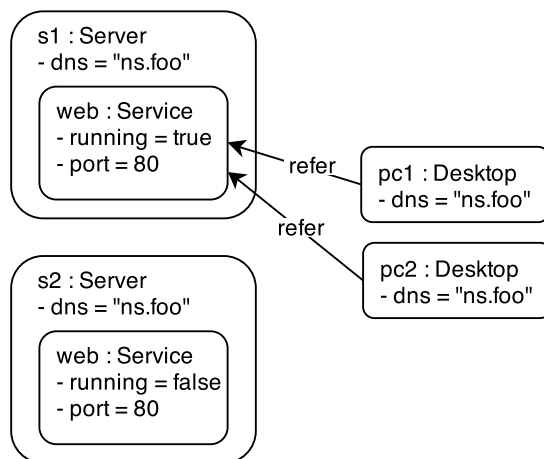 s1 : Server
- dns = "ns.foo"
web : Service
- running = true
- port = 80
refer
pc1 : Desktop
- dns = "ns.foo"
refer
pc2 : Desktop
- dns = "ns.foo"
s2 : Server
- dns = "ns.foo"
web : Service
- running = false
- port = 80